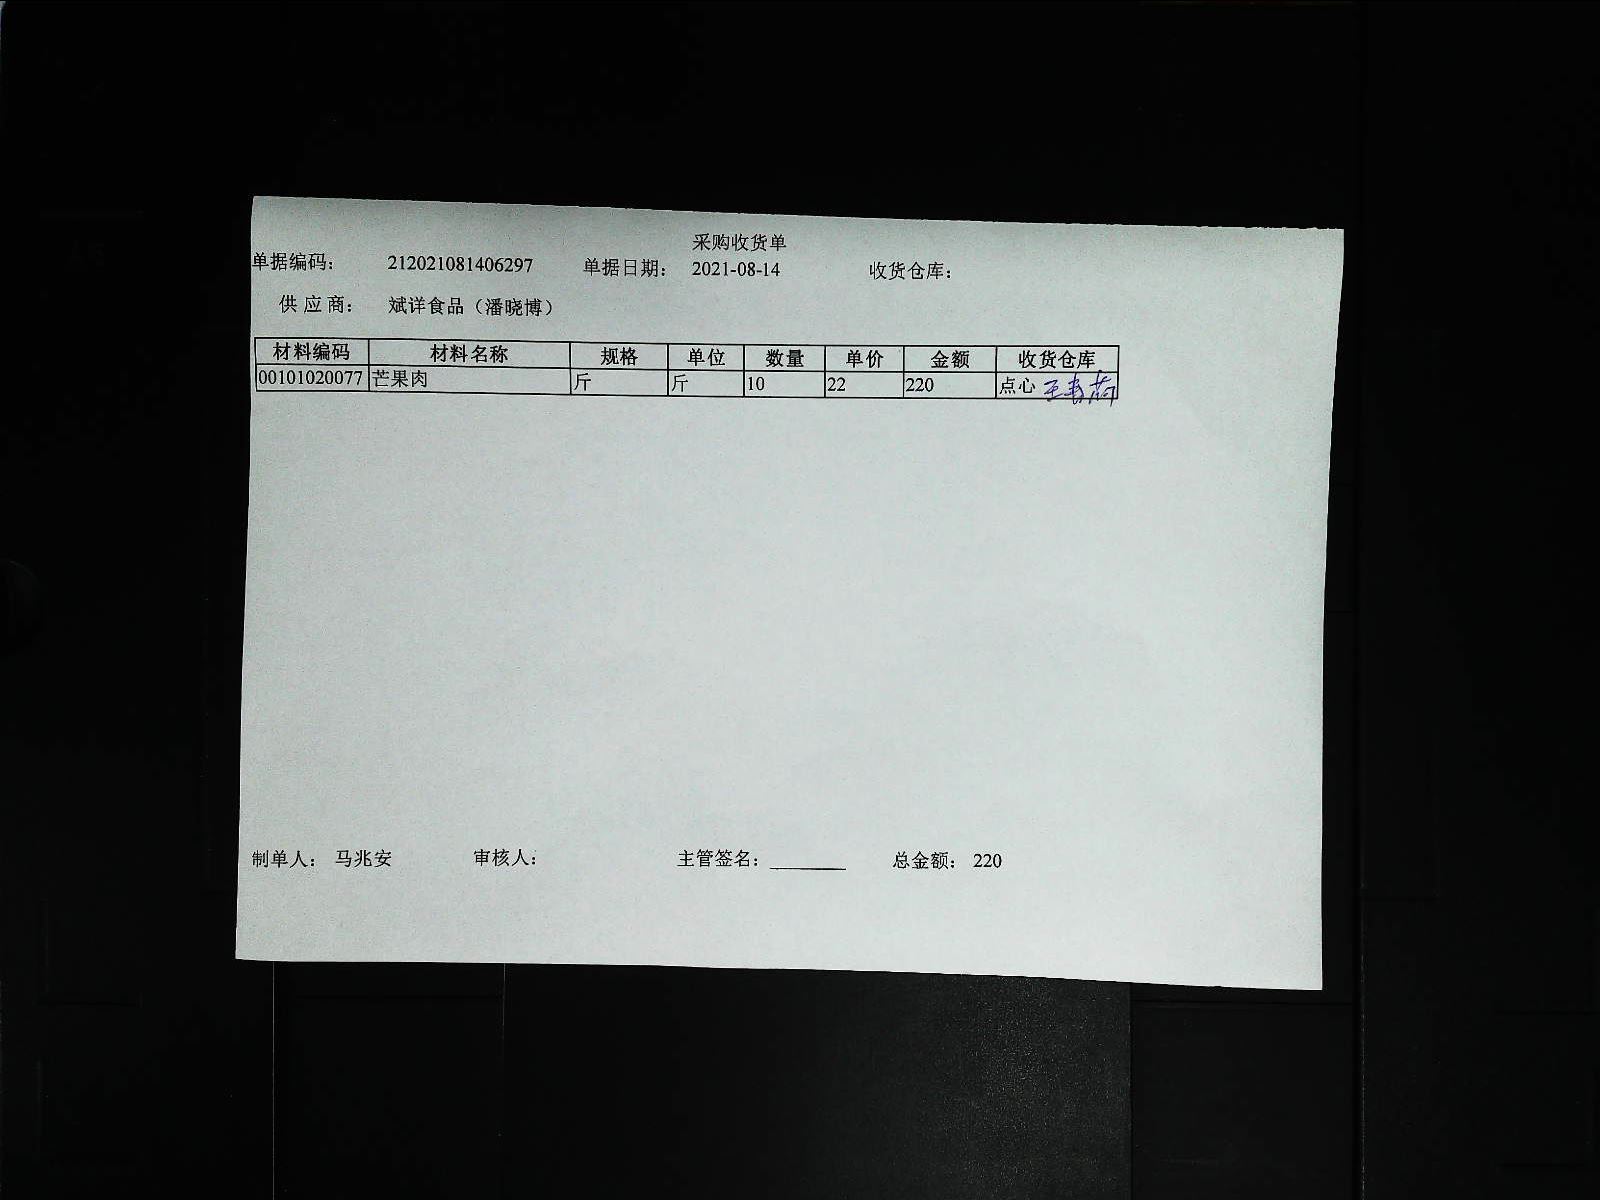 采购收货单
单据编码： 212021081406297 单据日期： 2021-08-14 收货仓库：
供 应 商： 斌详食品（潘晓博）
材料编码 材料名称 规格 单位 数量 单价 金额 收货仓库
00101020077 芒果肉 斤 斤 10 22 220 点心
制单人： 马兆安 审核人： 主管签名： 总金额： 220